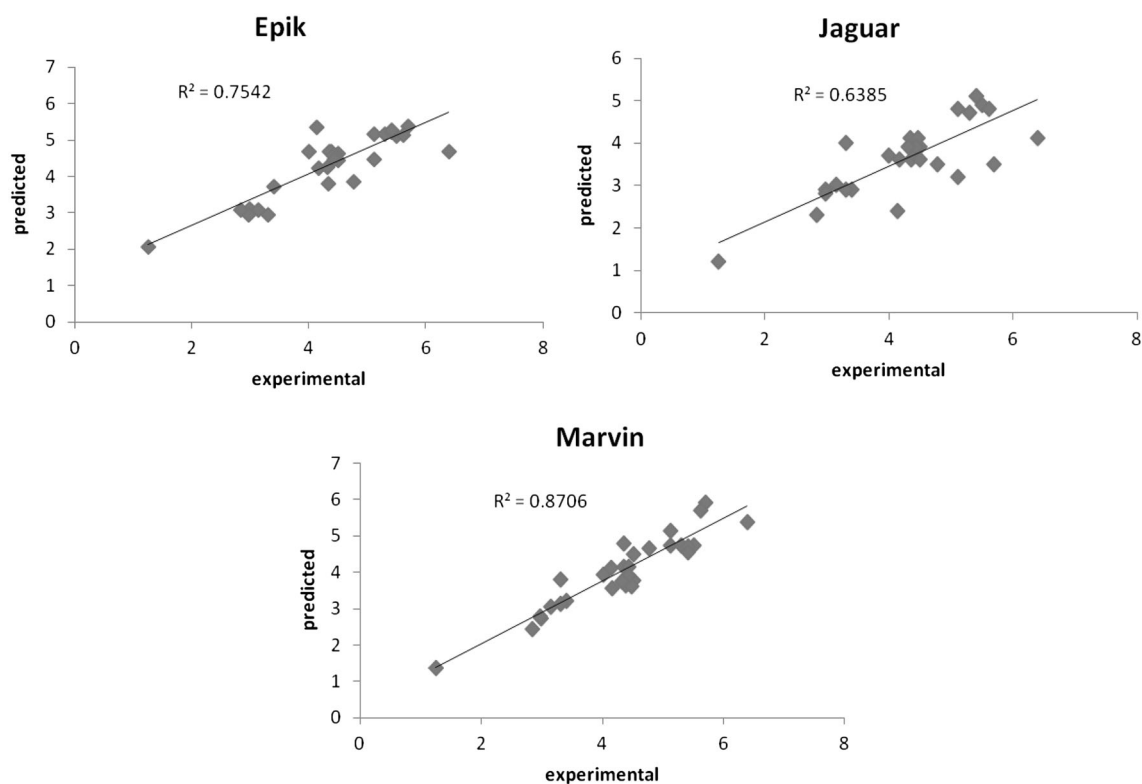 Epik
R² = 0.7542
7
6
5
4
3
2
1
0
predicted
0 2 4 6 8
experimental
Jaguar
R² = 0.6385
6
5
4
3
2
1
0
predicted
0 2 4 6 8
experimental
Marvin
R² = 0.8706
7
6
5
4
3
2
1
0
predicted
0 2 4 6 8
experimental